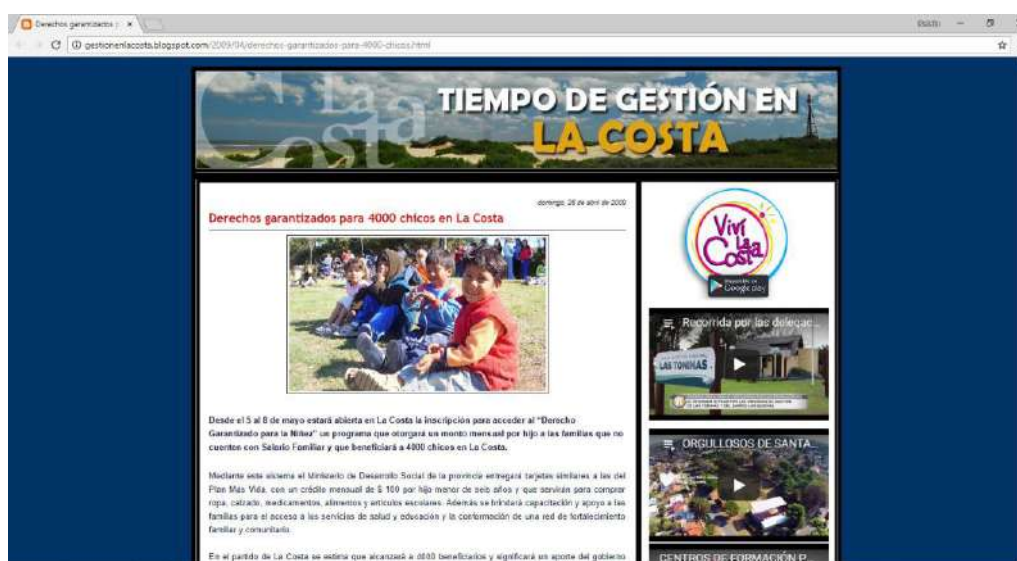 Derechos garantizados p
gestionenlacosta.blogspot.com/2009/04/derechos-garantizados-para-4000-chicos.html
La Costa
TIEMPO DE GESTIÓN EN
LA COSTA
domingo, 26 de abril de 2009
Derechos garantizados para 4000 chicos en La Costa
Desde el 5 al 8 de mayo estará abierta en La Costa la inscripción para acceder al "Derecho
Garantizado para la Niñez" un programa que otorgará un monto mensual por hijo a las familias que no
cuenten con Salario Familiar y que beneficiará a 4000 chicos en La Costa.
Mediante este sistema el Ministerio de Desarrollo Social de la provincia entregará tarjetas similares a las del
Plan Más Vida, con un crédito mensual de $ 100 por hijo menor de seis años y que servirán para comprar
ropa, calzado, medicamentos, alimentos y artículos escolares. Además se brindará capacitación y apoyo a las
familias para el acceso a los servicios de salud y educación y la conformación de una red de fortalecimiento
familiar y comunitario.
En el partido de La Costa se estima que alcanzará a 4000 beneficiarios y significará un aporte del gobierno
Viví
La
Costa
Google play
Recorrida por las delegac...
LAS TONINAS
ORGULLOSOS DE SANTA...
CENTROS DE FORMACIÓN P...